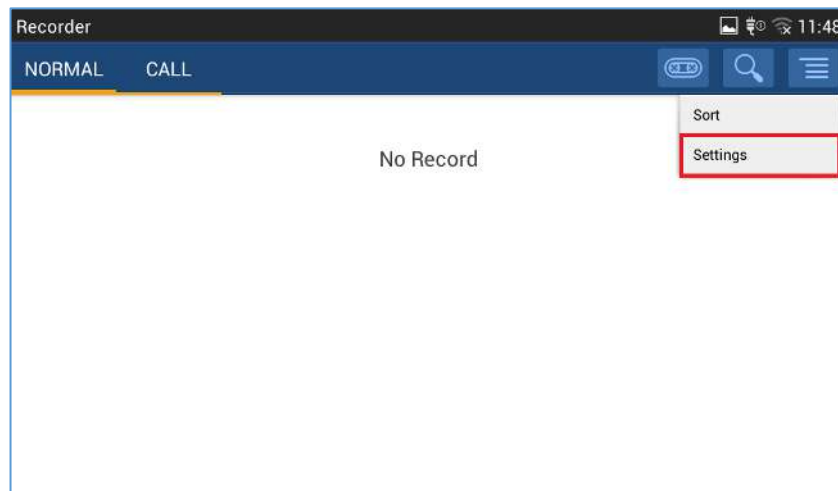 Recorder 11:48
NORMAL CALL
Sort
No Record
Settings